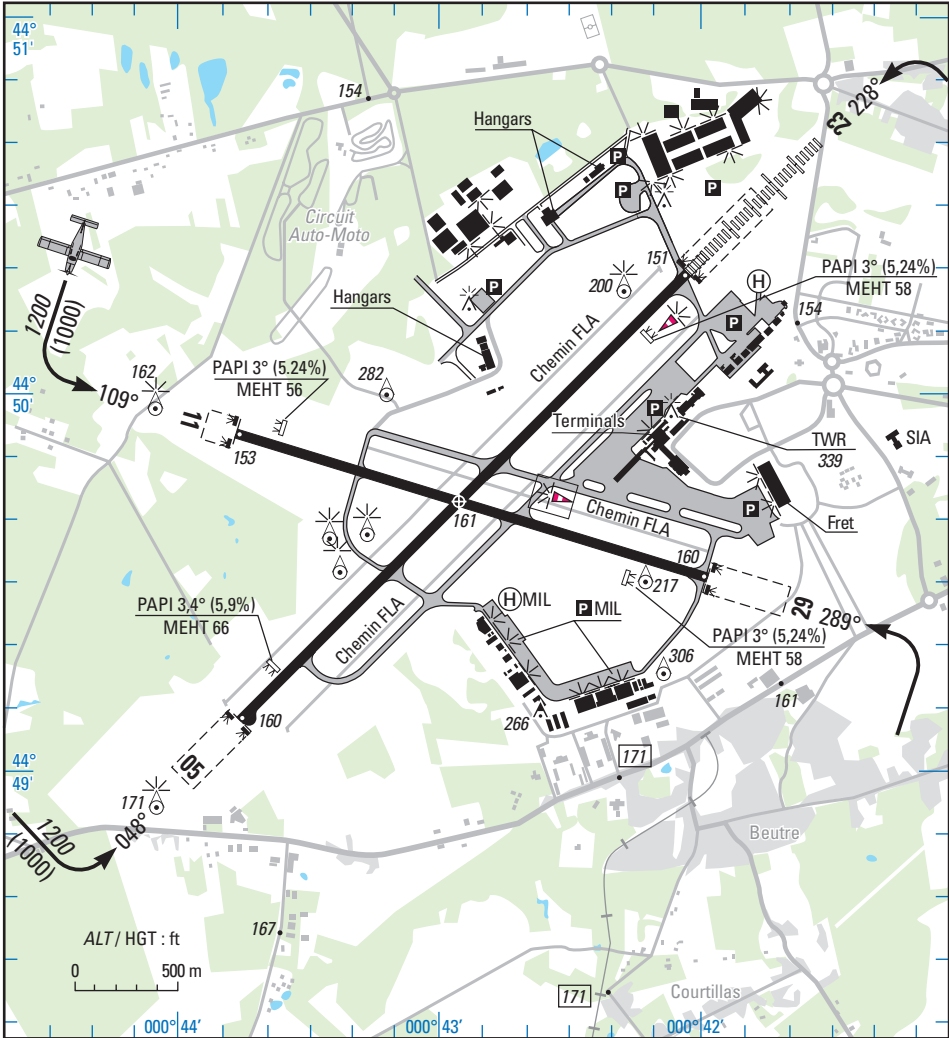 44°
51'
154
Hangars
P
P
P
23 228°
Circuit
Auto-Moto
151
PAPI 3° (5,24%)
MEHT 58
H
200
P
154
1200
(1000)
Hangars
P
Chemin FLA
44°
50'
162
109°
PAPI 3° (5.24%)
MEHT 56
282
11
153
Terminals
P
TWR
339
SIA
161
Chemin FLA
P
Fret
160
217
29 289°
PAPI 3,4° (5,9%)
MEHT 66
Chemin FLA
H MIL
P MIL
PAPI 3° (5,24%)
MEHT 58
306
160
266
161
44°
49'
05
171
171
048°
1200
(1000)
Beutre
167
ALT / HGT : ft
0 500 m
171
Courtillas
000° 44'
000° 43'
000° 42'